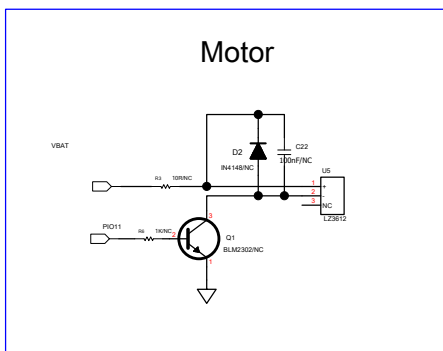 Motor
VBAT
D2
IN4148/NC
C22
100nF/NC
U5
R3 10R/NC
1 +
2 -
3 NC
LZ3612
PIO11
R6 1K/NC
2
3
Q1
BLM2302/NC
1